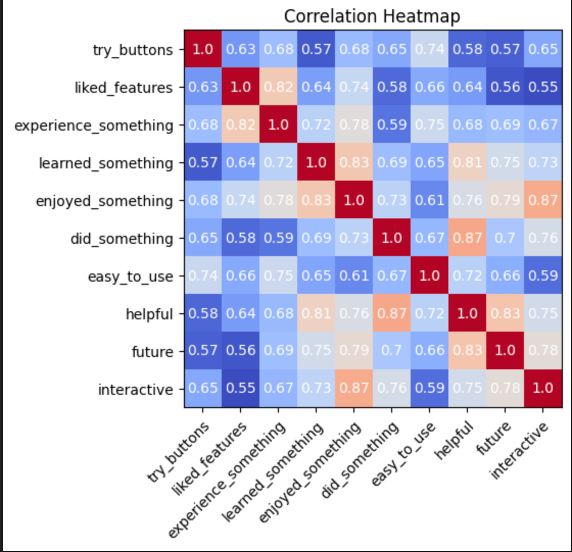 Correlation Heatmap
try_buttons 1.0 0.63 0.68 0.57 0.68 0.65 0.74 0.58 0.57 0.65
liked_features 0.63 1.0 0.82 0.64 0.74 0.58 0.66 0.64 0.56 0.55
experience_something 0.68 0.82 1.0 0.72 0.78 0.59 0.75 0.68 0.69 0.67
learned_something 0.57 0.64 0.72 1.0 0.83 0.69 0.65 0.81 0.75 0.73
enjoyed_something 0.68 0.74 0.78 0.83 1.0 0.73 0.61 0.76 0.79 0.87
did_something 0.65 0.58 0.59 0.69 0.73 1.0 0.67 0.87 0.7 0.76
easy_to_use 0.74 0.66 0.75 0.65 0.61 0.67 1.0 0.72 0.66 0.59
helpful 0.58 0.64 0.68 0.81 0.76 0.87 0.72 1.0 0.83 0.75
future 0.57 0.56 0.69 0.75 0.79 0.7 0.66 0.83 1.0 0.78
interactive 0.65 0.55 0.67 0.73 0.87 0.76 0.59 0.75 0.78 1.0
try_buttons
liked_features
experience_something
learned_something
enjoyed_something
did_something
easy_to_use
helpful
future
interactive